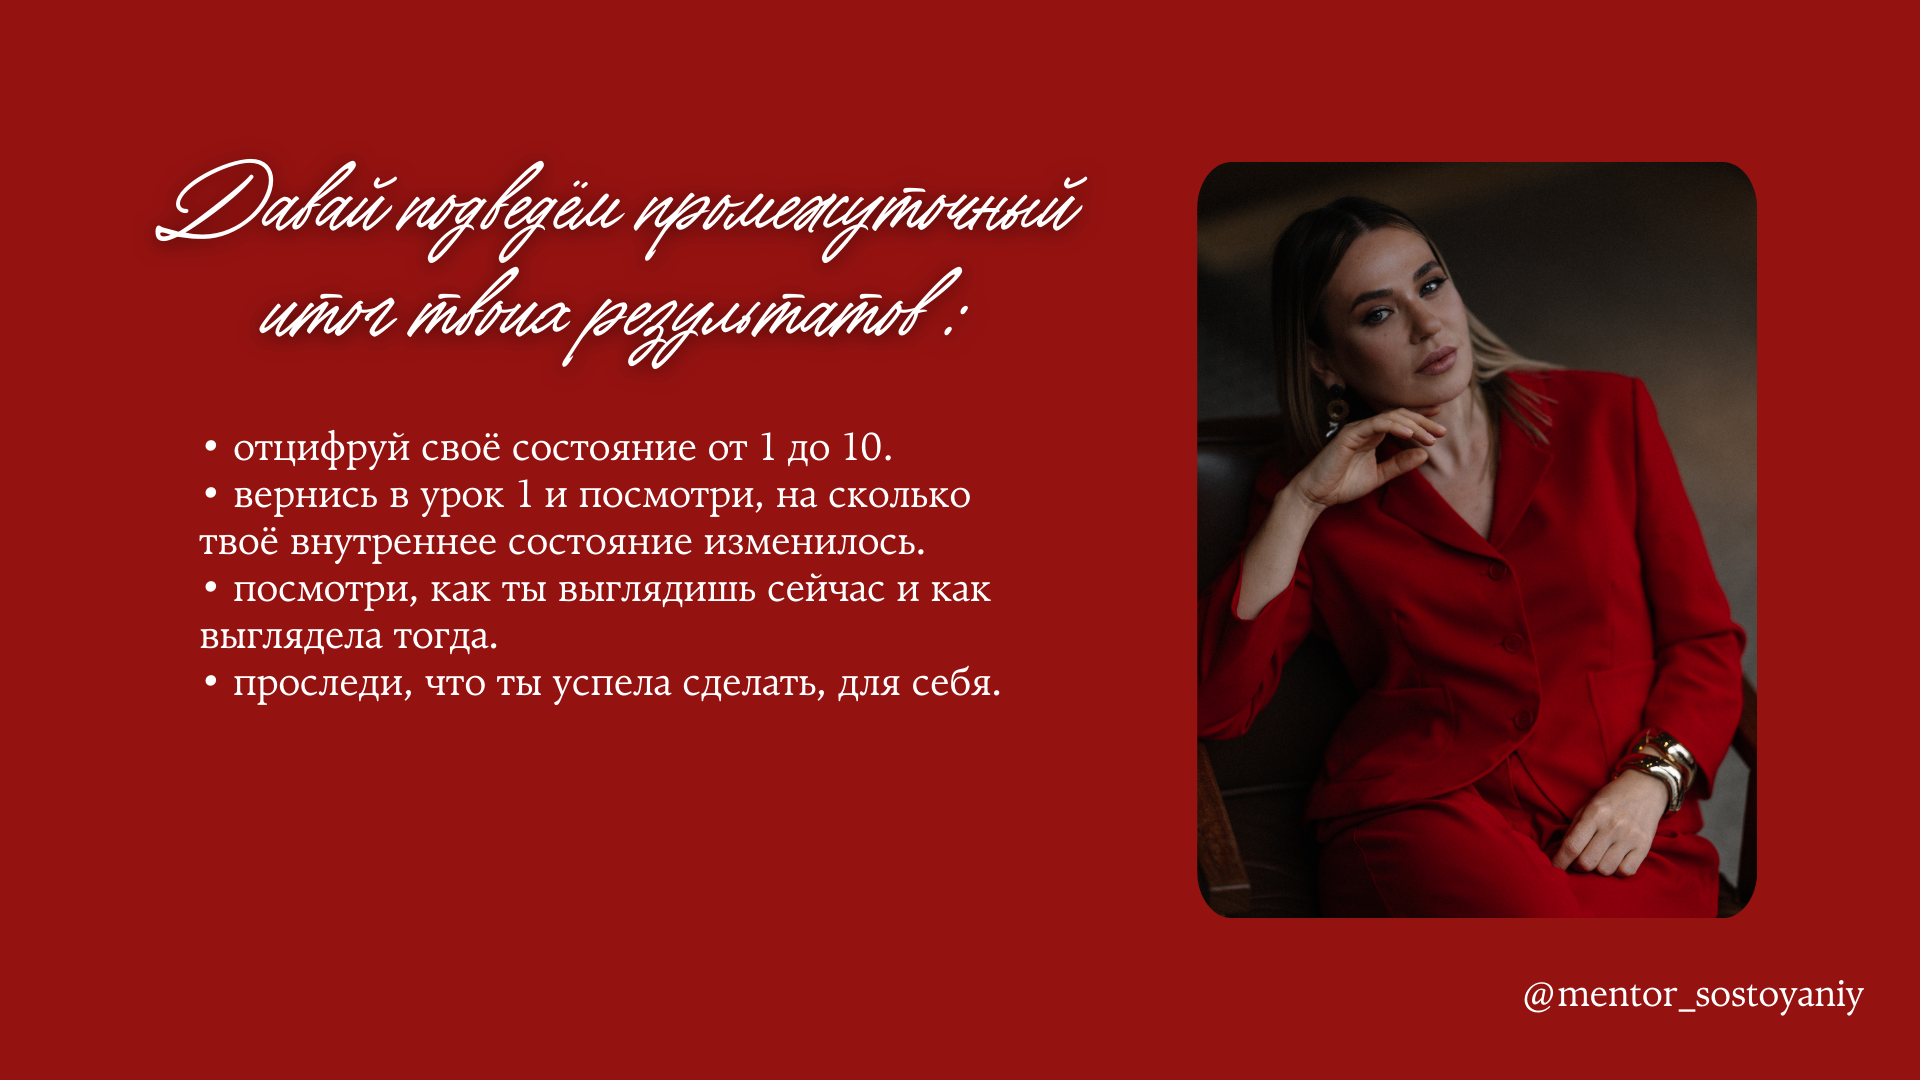 Давай подведём промежуточный
итог твоих результатов :
• отцифруй своё состояние от 1 до 10.
• вернись в урок 1 и посмотри, на сколько
твоё внутреннее состояние изменилось.
• посмотри, как ты выглядишь сейчас и как
выглядела тогда.
• проследи, что ты успела сделать, для себя.
@mentor_sostoyaniy